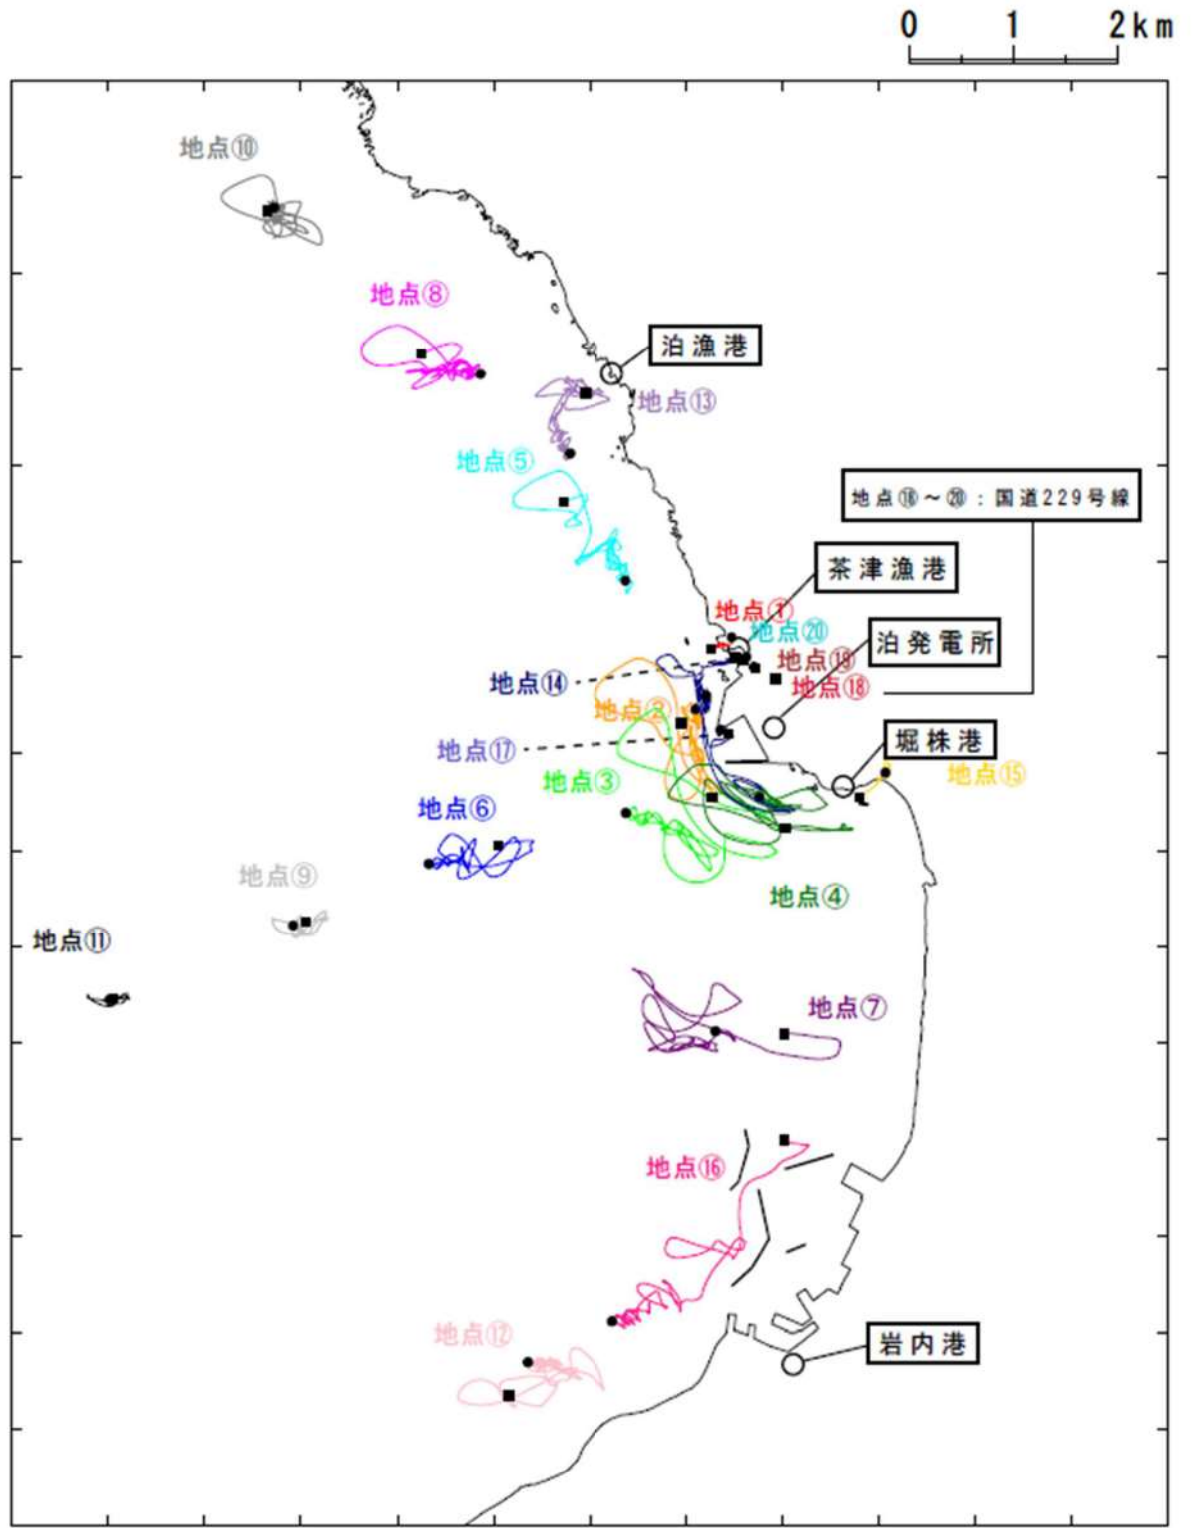 0 1 2km
地点⑩
地点⑧
泊漁港
地点⑬
地点⑤
地点⑱～⑳：国道229号線
茶津漁港
地点①
地点⑳
泊発電所
地点⑲
地点⑭
地点⑱
地点②
堀株港
地点⑰
地点⑮
地点③
地点⑥
地点⑨
地点④
地点⑪
地点⑦
地点⑯
地点⑫
岩内港